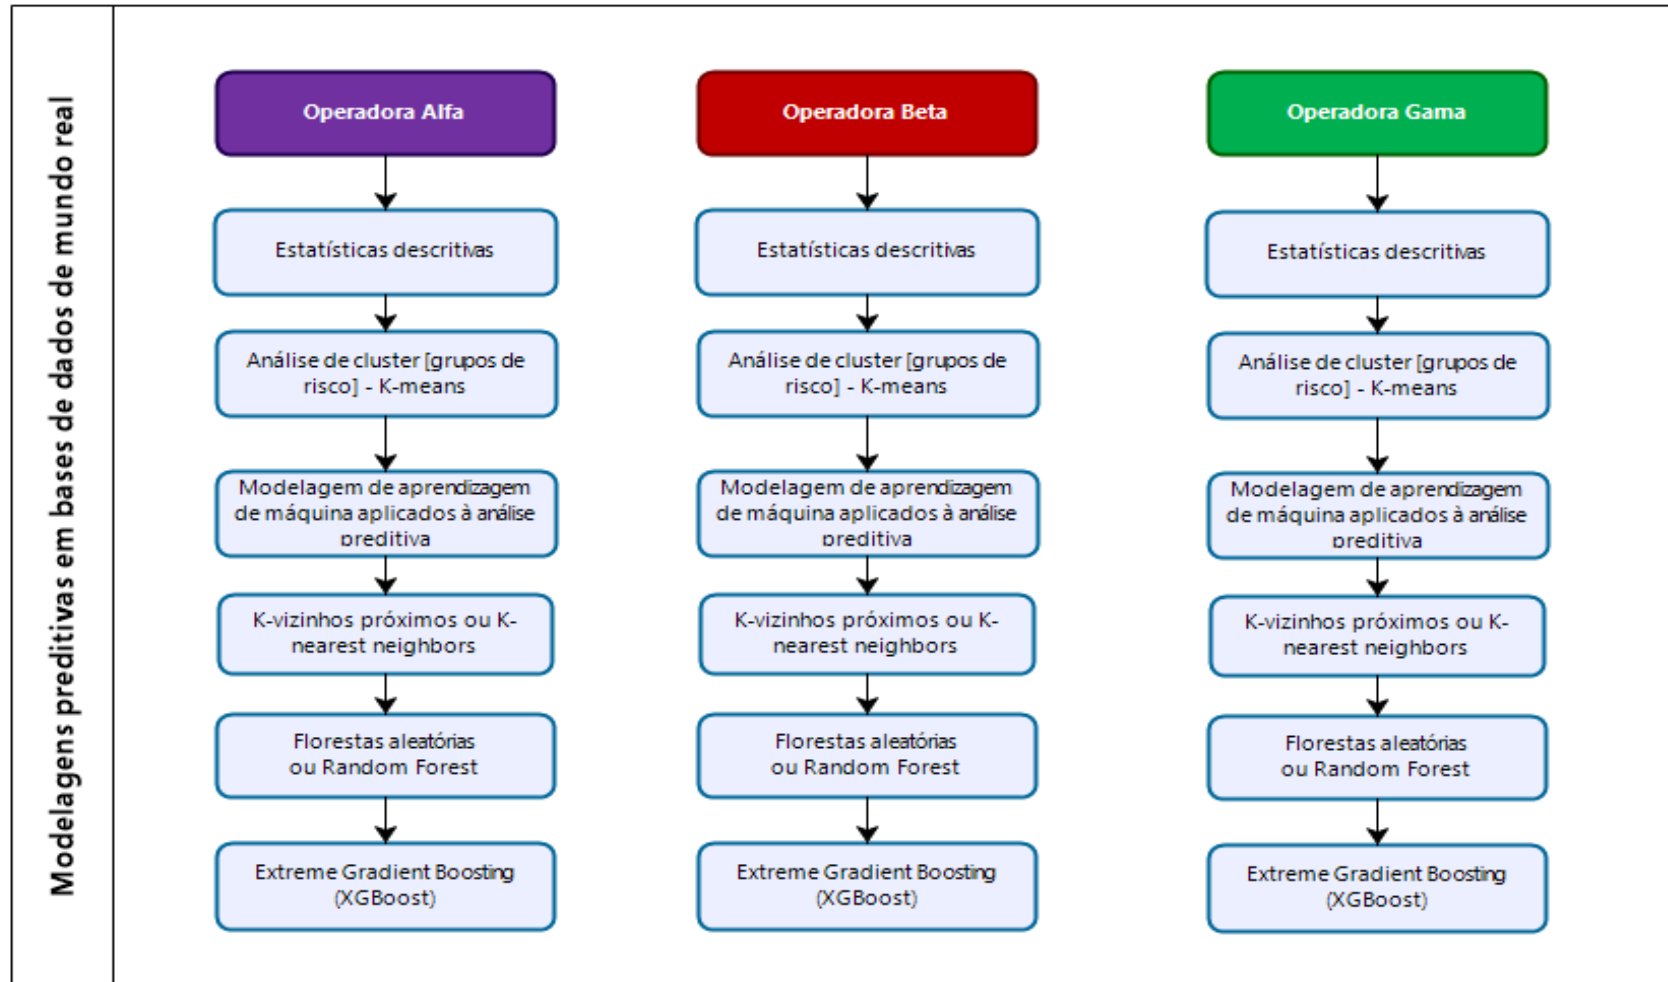 Modelagens preditivas em bases de dados de mundo real
Operadora Alfa
Estatísticas descritivas
Análise de cluster [grupos de
risco] - K-means
Modelagem de aprendizagem
de máquina aplicados à análise
preditiva
K-vizinhos próximos ou K-
nearest neighbors
Florestas aleatórias
ou Random Forest
Extreme Gradient Boosting
(XGBoost)
Operadora Beta
Estatísticas descritivas
Análise de cluster [grupos de
risco] - K-means
Modelagem de aprendizagem
de máquina aplicados à análise
preditiva
K-vizinhos próximos ou K-
nearest neighbors
Florestas aleatórias
ou Random Forest
Extreme Gradient Boosting
(XGBoost)
Operadora Gama
Estatísticas descritivas
Análise de cluster [grupos de
risco] - K-means
Modelagem de aprendizagem
de máquina aplicados à análise
preditiva
K-vizinhos próximos ou K-
nearest neighbors
Florestas aleatórias
ou Random Forest
Extreme Gradient Boosting
(XGBoost)